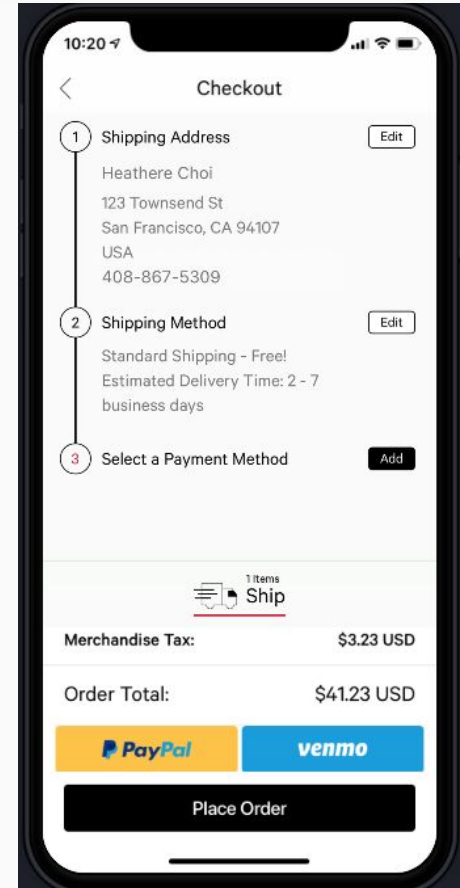 10:20
Checkout
1 Shipping Address Edit
Heathere Choi
123 Townsend St
San Francisco, CA 94107
USA
408-867-5309
2 Shipping Method Edit
Standard Shipping - Free!
Estimated Delivery Time: 2 - 7
business days
3 Select a Payment Method Add
1 Items
Ship
Merchandise Tax: $3.23 USD
Order Total: $41.23 USD
PayPal venmo
Place Order